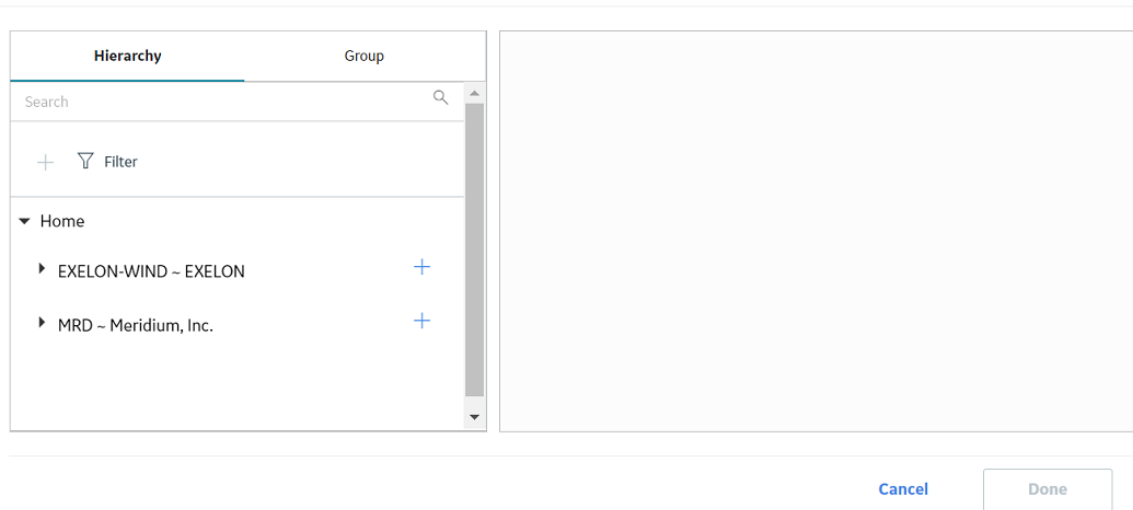 Hierarchy Group
Search
Filter
Home
EXELON-WIND ~ EXELON
MRD ~ Meridium, Inc.
Cancel Done